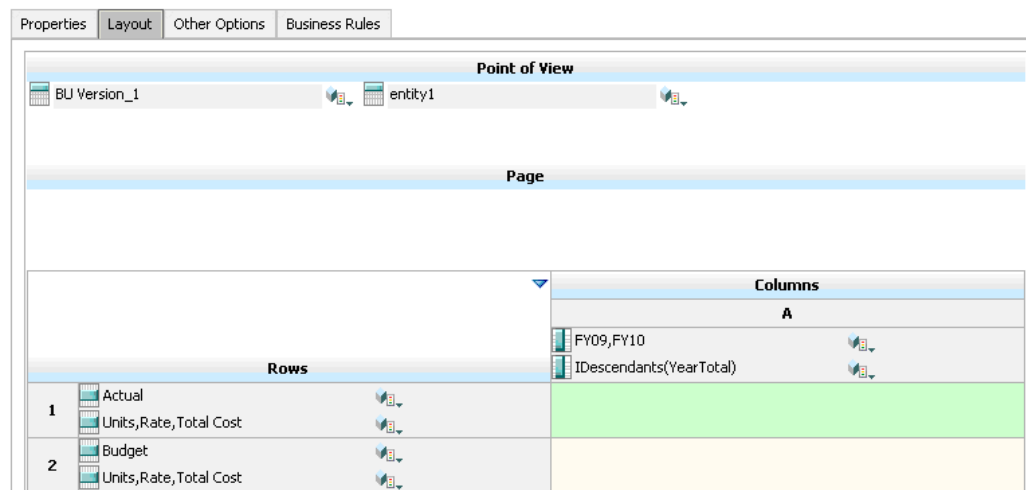 Properties Layout Other Options Business Rules
Point of View
BU Version_1 entity1
Page
Columns
A
FY09,FY10
Rows IDescendants(YearTotal)
1 Actual
Units,Rate,Total Cost
2 Budget
Units,Rate,Total Cost